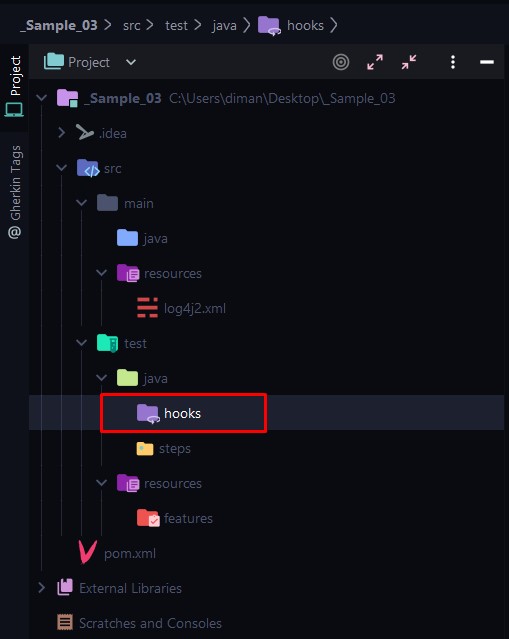 _Sample_03 > src > test > java > hooks >
Project
Project
_Sample_03 C:\Users\diman\Desktop\_Sample_03
.idea
src
main
java
resources
log4j2.xml
test
java
hooks
steps
resources
features
pom.xml
External Libraries
Scratches and Consoles
@ Gherkin Tags